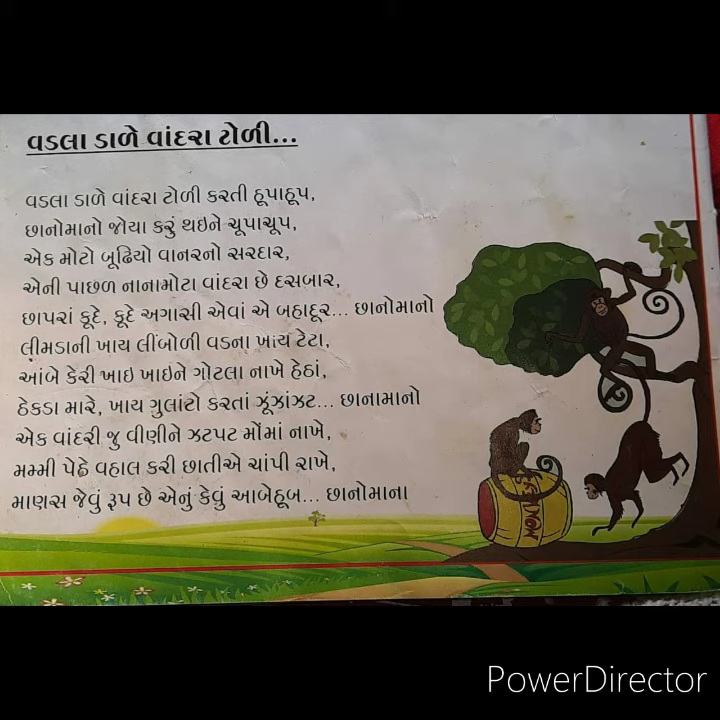 વડલા ડાળે વાંદરા ટોળી...
વડલા ડાળે વાંદરા ટોળી કરતી હૂપાહૂપ,
છાનોમાનો જોયા કરું થઇને ચૂપાચૂપ,
એક મોટો બૂઢિયો વાનરનો સરદાર,
એની પાછળ નાનામોટા વાંદરા છે દસબાર,
છાપરાં કૂદે, કૂદે અગાસી એવાં એ બહાદૂર... છાનોમાનો
લીમડાની ખાય લીંબોળી વડના ખાય ટેટા,
આંબે કેરી ખાઇ ખાઇને ગોટલા નાખે હેઠાં,
ઠેકડા મારે, ખાય ગુલાંટો કરતાં ઝૂંઝાંઝટ... છાનામાનો
એક વાંદરી જુ વીણીને ઝટપટ મોંમાં નાખે,
મમ્મી પેઠે વહાલ કરી છાતીએ ચાંપી રાખે,
માણસ જેવું રૂપ છે એનું કેવું આબેહૂબ... છાનોમાના
PowerDirector